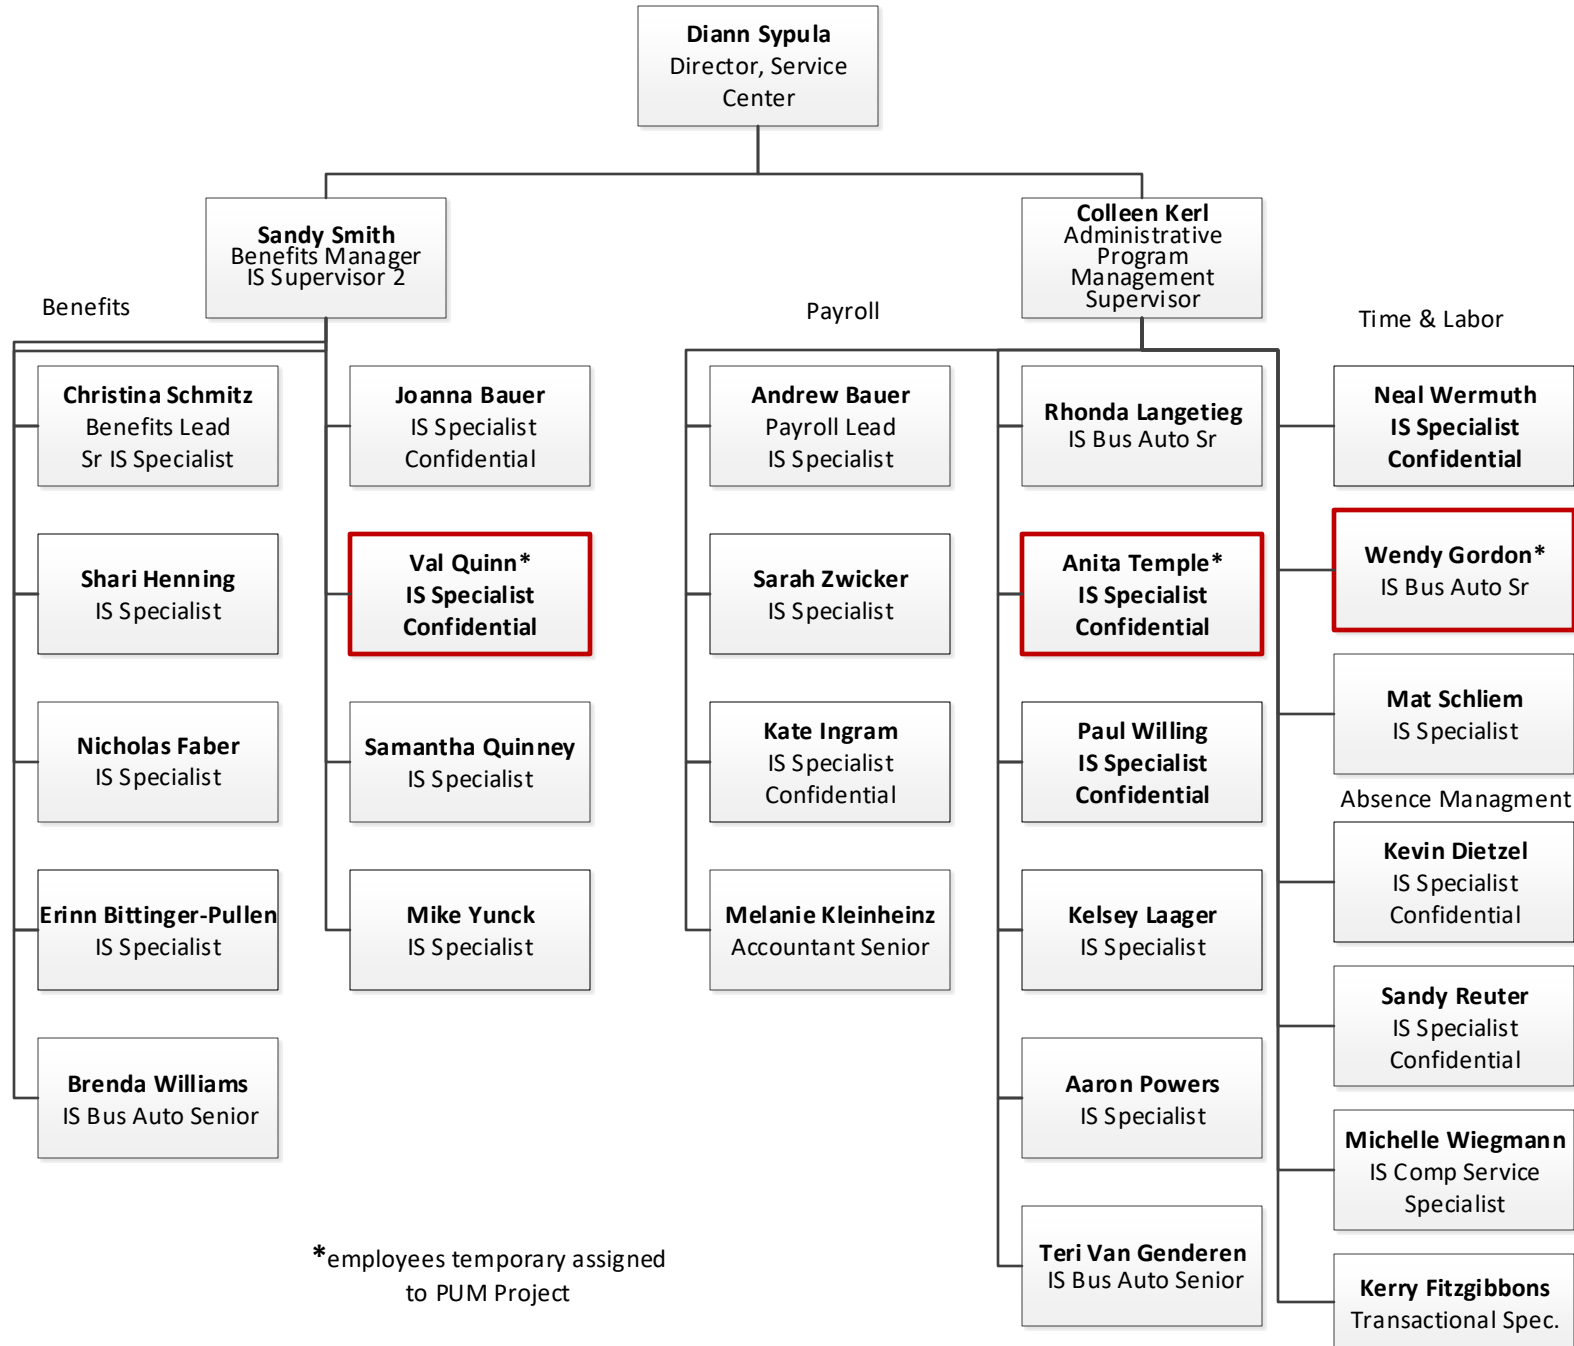 Diann Sypula
Director, Service
Center
Sandy Smith
Benefits Manager
IS Supervisor 2
Colleen Kerl
Administrative
Program
Management
Supervisor
Benefits
Christina Schmitz
Benefits Lead
Sr IS Specialist
Shari Henning
IS Specialist
Nicholas Faber
IS Specialist
Erinn Bittinger-Pullen
IS Specialist
Brenda Williams
IS Bus Auto Senior
Joanna Bauer
IS Specialist
Confidential
Val Quinn*
IS Specialist
Confidential
Samantha Quinney
IS Specialist
Mike Yunck
IS Specialist
Payroll
Andrew Bauer
Payroll Lead
IS Specialist
Sarah Zwicker
IS Specialist
Kate Ingram
IS Specialist
Confidential
Melanie Kleinheinz
Accountant Senior
Rhonda Langetieg
IS Bus Auto Sr
Anita Temple*
IS Specialist
Confidential
Paul Willing
IS Specialist
Confidential
Kelsey Laager
IS Specialist
Aaron Powers
IS Specialist
Teri Van Genderen
IS Bus Auto Senior
Time & Labor
Neal Wermuth
IS Specialist
Confidential
Wendy Gordon*
IS Bus Auto Sr
Mat Schliem
IS Specialist
Absence Managment
Kevin Dietzel
IS Specialist
Confidential
Sandy Reuter
IS Specialist
Confidential
Michelle Wiegmann
IS Comp Service
Specialist
Kerry Fitzgibbons
Transactional Spec.
*employees temporary assigned
to PUM Project